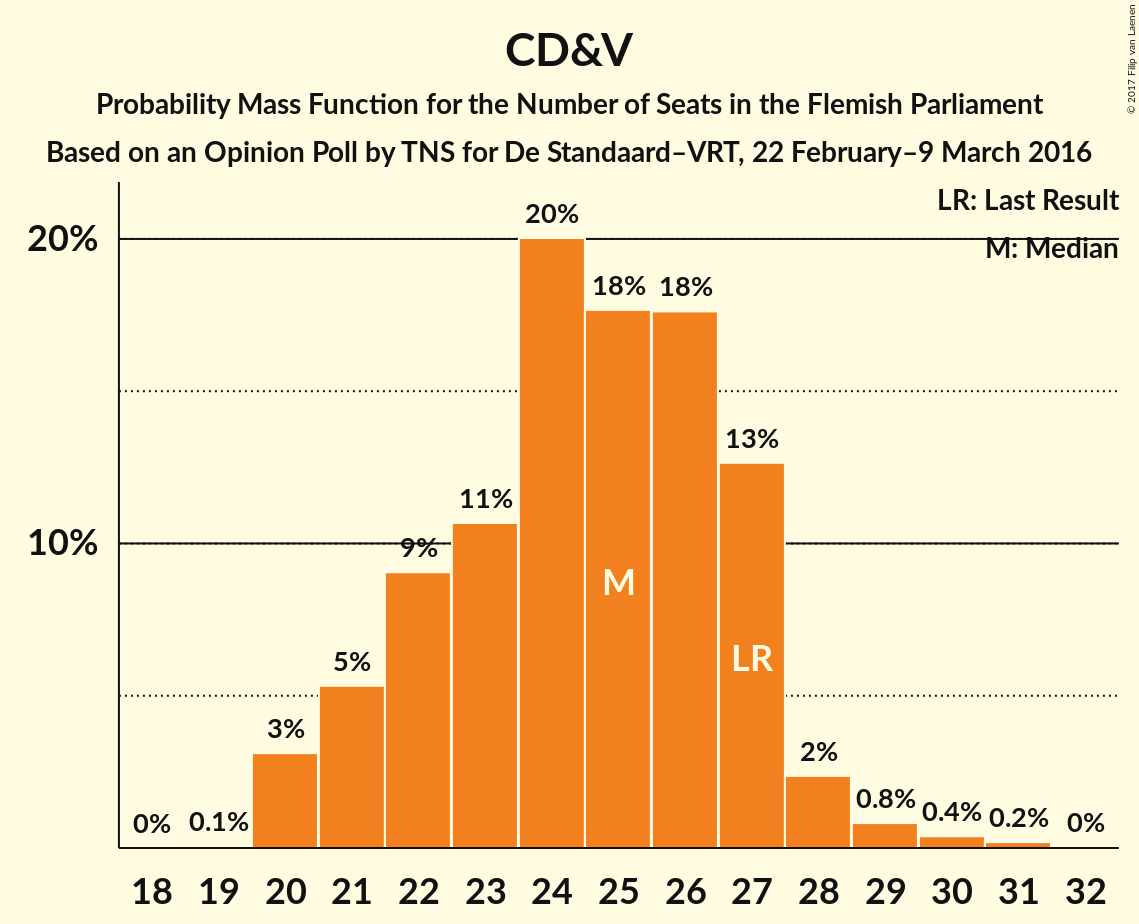 CD&V
Probability Mass Function for the Number of Seats in the Flemish Parliament
Based on an Opinion Poll by TNS for De Standaard–VRT, 22 February–9 March 2016
© 2017 Filip van Laenen
LR: Last Result
M: Median
20%
10%
0%
0.1%
3%
5%
9%
11%
20%
18%
18%
13%
2%
0.8%
0.4%
0.2%
0%
M
LR
18 19 20 21 22 23 24 25 26 27 28 29 30 31 32